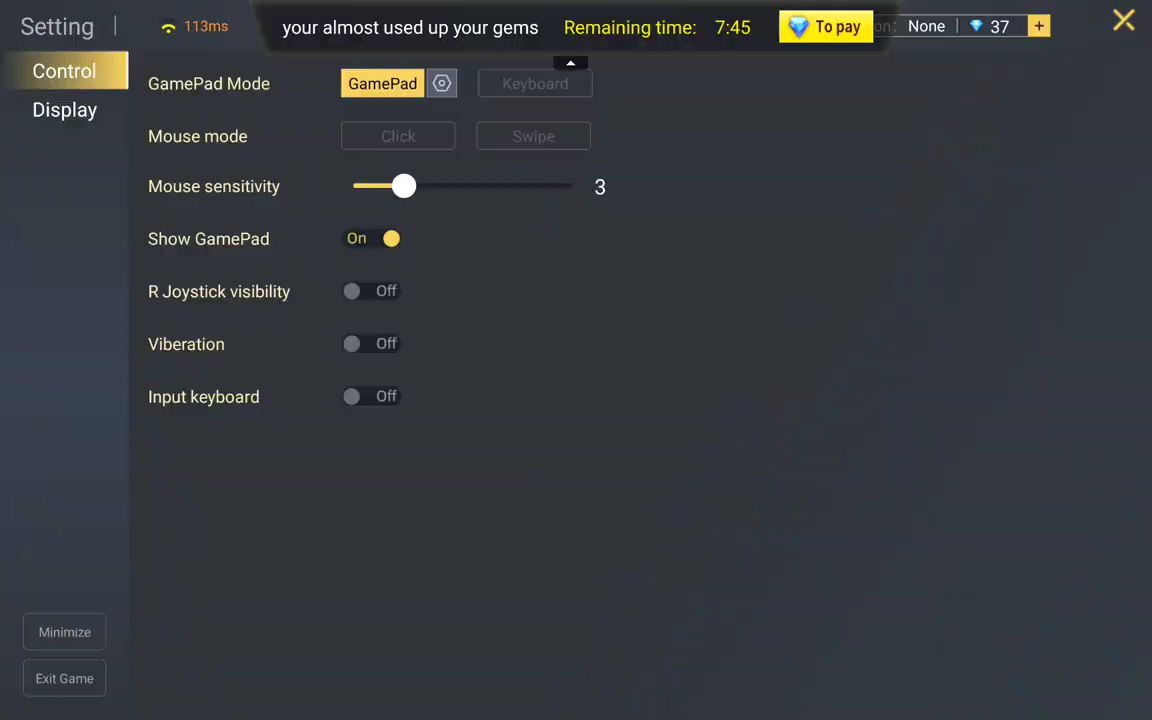 Setting
113ms
your almost used up your gems
Remaining time: 7:45
To pay
on: None
37
+
Control
Display
GamePad Mode
GamePad
Keyboard
Mouse mode
Click
Swipe
Mouse sensitivity
3
Show GamePad
On
R Joystick visibility
Off
Viberation
Off
Input keyboard
Off
Minimize
Exit Game